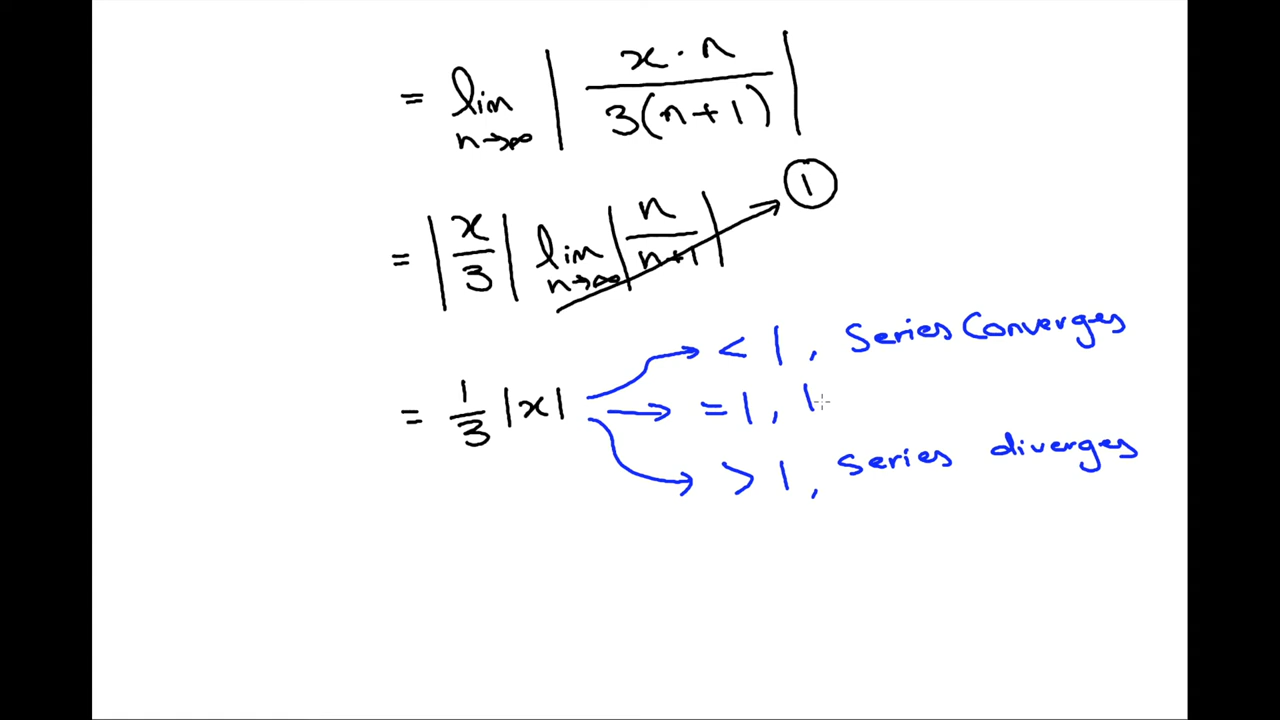 = lim n→∞ | x · n / 3(n+1) |
= | x / 3 | lim n→∞ | n / n+1 | → 1
< 1, Series Converges
= 1/3 |x| → = 1,
> 1, Series diverges